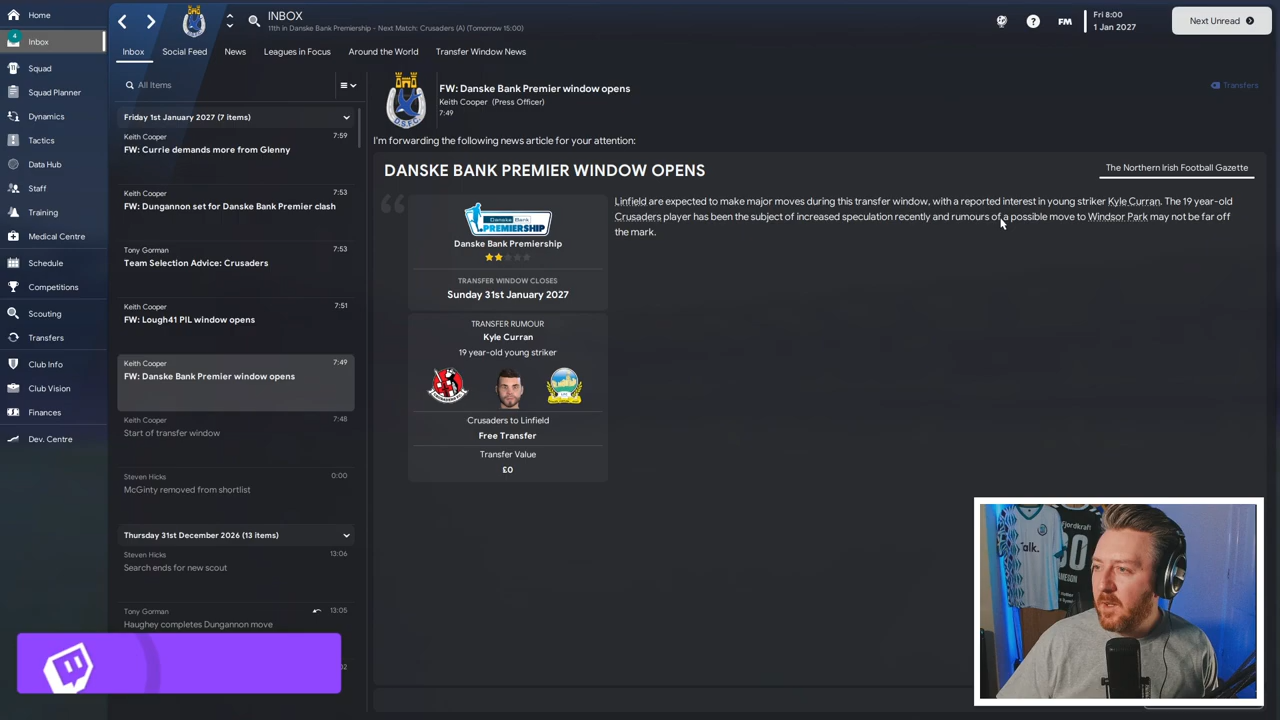 Home
4
Inbox
Squad
Squad Planner
Dynamics
Tactics
Data Hub
Staff
Training
Medical Centre
Schedule
Competitions
Scouting
Transfers
Club Info
Club Vision
Finances
Dev. Centre
INBOX
11th in Danske Bank Premiership - Next Match: Crusaders (A) (Tomorrow 15:00)
FM
Fri 8:00
1 Jan 2027
Next Unread
Inbox
Social Feed
News
Leagues in Focus
Around the World
Transfer Window News
All Items
Friday 1st January 2027 (7 items)
Keith Cooper 7:59
FW: Currie demands more from Glenny
Keith Cooper 7:53
FW: Dungannon set for Danske Bank Premier clash
Tony Gorman 7:53
Team Selection Advice: Crusaders
Keith Cooper 7:51
FW: Lough41 PIL window opens
Keith Cooper 7:49
FW: Danske Bank Premier window opens
Keith Cooper 7:48
Start of transfer window
Steven Hicks 0:00
McGinty removed from shortlist
Thursday 31st December 2026 (13 items)
Steven Hicks 13:06
Search ends for new scout
Tony Gorman 13:05
Haughey completes Dungannon move
FW: Danske Bank Premier window opens
Keith Cooper (Press Officer)
7:49
Transfers
I'm forwarding the following news article for your attention:
DANSKE BANK PREMIER WINDOW OPENS
The Northern Irish Football Gazette
Danske Bank
PREMIERSHIP
Danske Bank Premiership
TRANSFER WINDOW CLOSES
Sunday 31st January 2027
TRANSFER RUMOUR
Kyle Curran
19 year-old young striker
Crusaders to Linfield
Free Transfer
Transfer Value
£0
Linfield are expected to make major moves during this transfer window, with a reported interest in young striker Kyle Curran. The 19 year-old
Crusaders player has been the subject of increased speculation recently and rumours of a possible move to Windsor Park may not be far off
the mark.
D.S.F.C.
Talk.
Fjordkraft
JAMESON